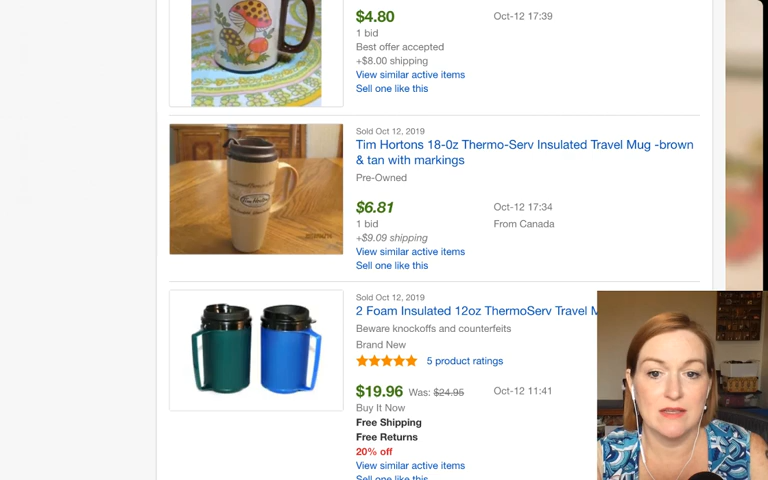 $4.80
Oct-12 17:39
1 bid
Best offer accepted
+$8.00 shipping
View similar active items
Sell one like this
Sold Oct 12, 2019
Tim Hortons 18-0z Thermo-Serv Insulated Travel Mug -brown
& tan with markings
Pre-Owned
$6.81
Oct-12 17:34
1 bid
From Canada
+$9.09 shipping
View similar active items
Sell one like this
Sold Oct 12, 2019
2 Foam Insulated 12oz ThermoServ Travel M
Beware knockoffs and counterfeits
Brand New
5 product ratings
$19.96 Was: $24.95
Oct-12 11:41
Buy It Now
Free Shipping
Free Returns
20% off
View similar active items
Sell one like this